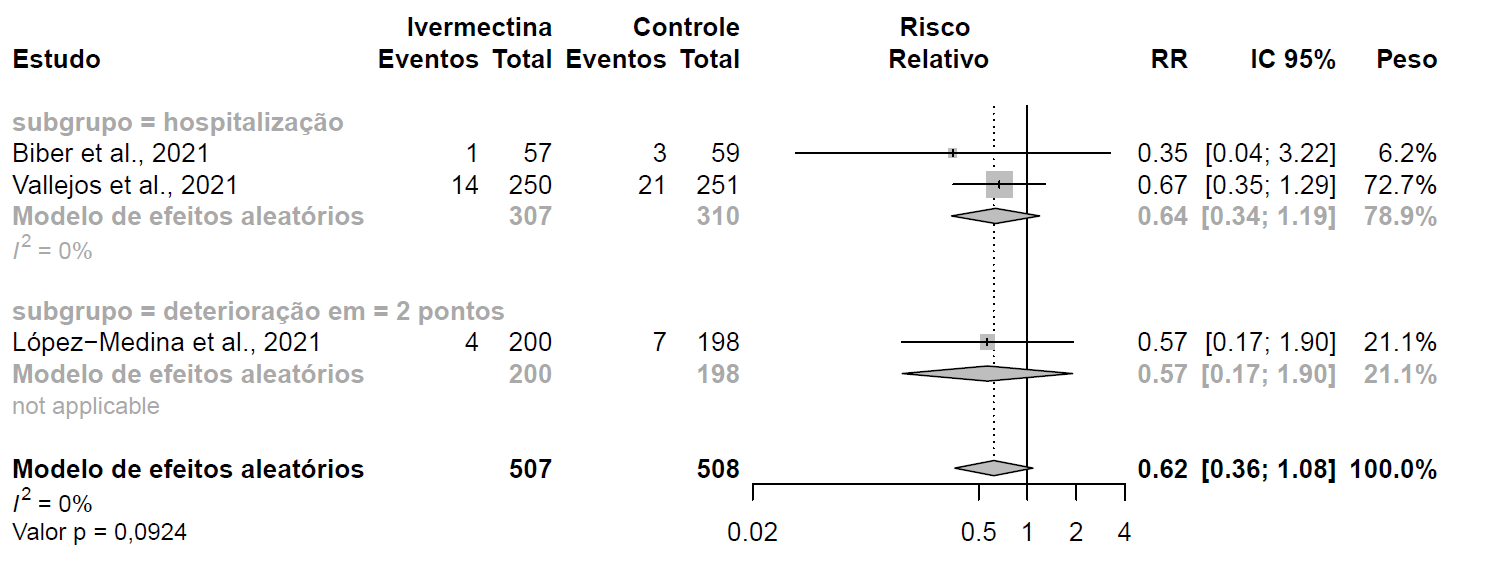 Ivermectina Controle Risco
Estudo Eventos Total Eventos Total Relativo RR IC 95% Peso
subgrupo = hospitalização
Biber et al., 2021 1 57 3 59 0.35 [0.04; 3.22] 6.2%
Vallejos et al., 2021 14 250 21 251 0.67 [0.35; 1.29] 72.7%
Modelo de efeitos aleatórios 307 310 0.64 [0.34; 1.19] 78.9%
I² = 0%
subgrupo = deterioração em = 2 pontos
López−Medina et al., 2021 4 200 7 198 0.57 [0.17; 1.90] 21.1%
Modelo de efeitos aleatórios 200 198 0.57 [0.17; 1.90] 21.1%
not applicable
Modelo de efeitos aleatórios 507 508 0.62 [0.36; 1.08] 100.0%
I² = 0%
Valor p = 0,0924
0.02 0.5 1 2 4